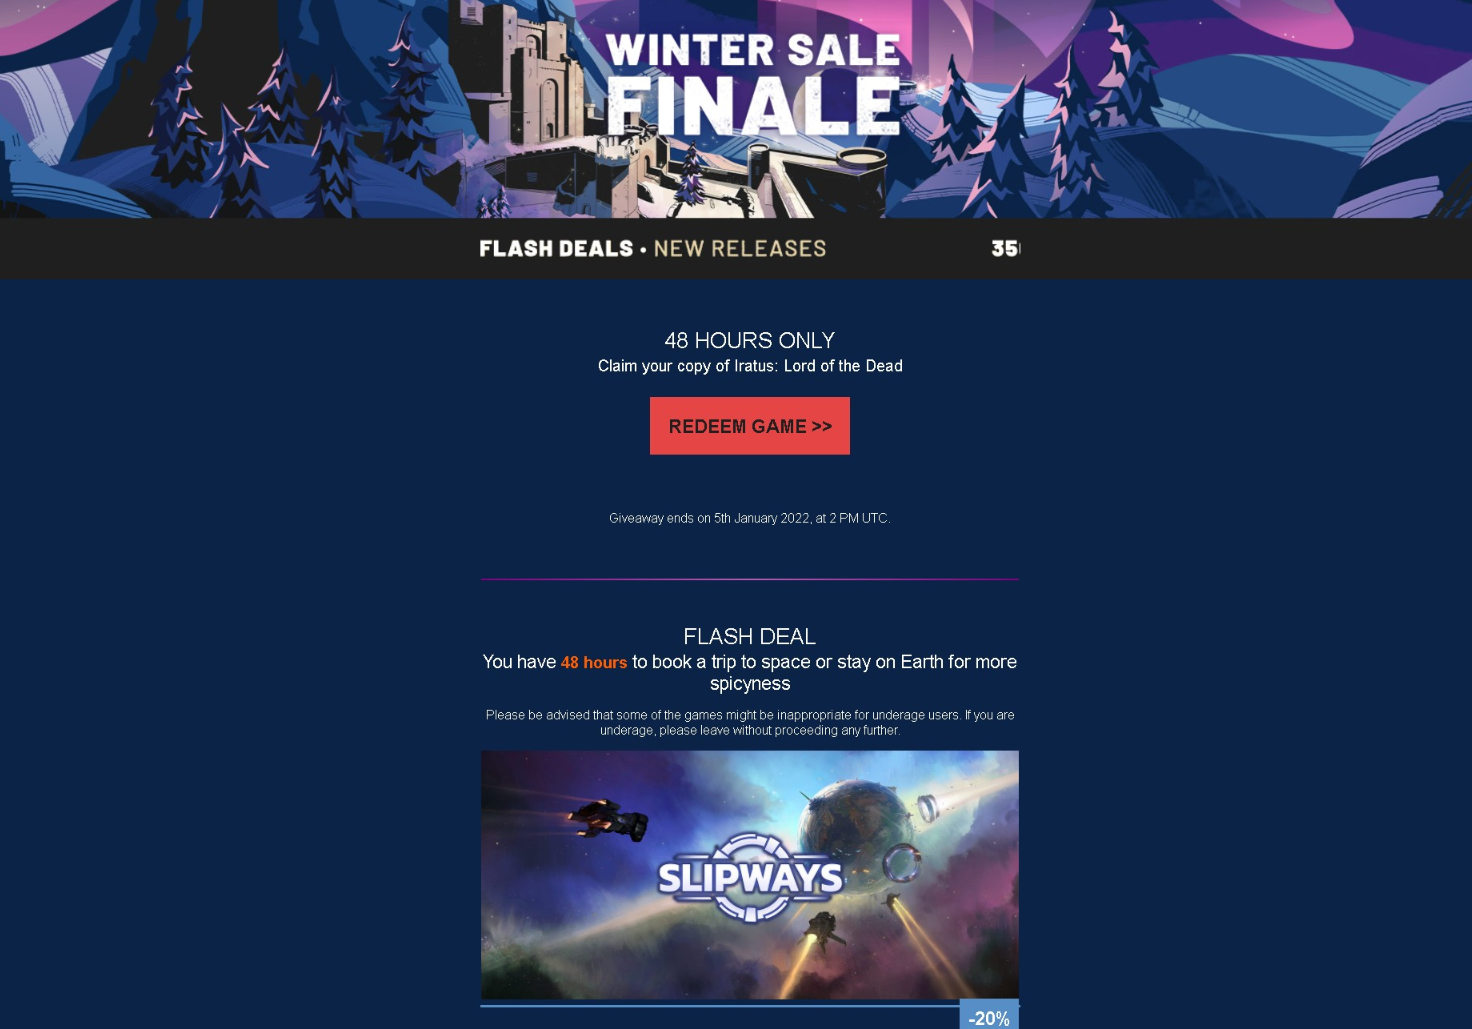 WINTER SALE
FINALE
FLASH DEALS • NEW RELEASES
35
48 HOURS ONLY
Claim your copy of Iratus: Lord of the Dead
REDEEM GAME >>
Giveaway ends on 5th January 2022, at 2 PM UTC.
FLASH DEAL
You have 48 hours to book a trip to space or stay on Earth for more
spicyness
Please be advised that some of the games might be inappropriate for underage users. If you are
underage, please leave without proceeding any further.
SLIPWAYS
-20%